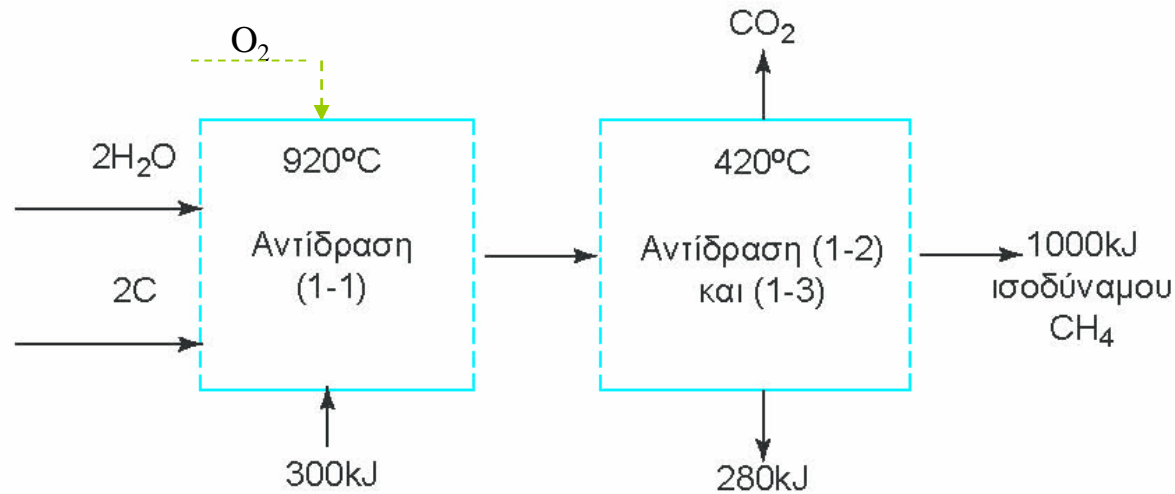 O₂
CO₂
2H₂O
2C
920ºC
Αντίδραση
(1-1)
300kJ
420ºC
Αντίδραση (1-2)
και (1-3)
280kJ
1000kJ
ισοδύναμου
CH₄